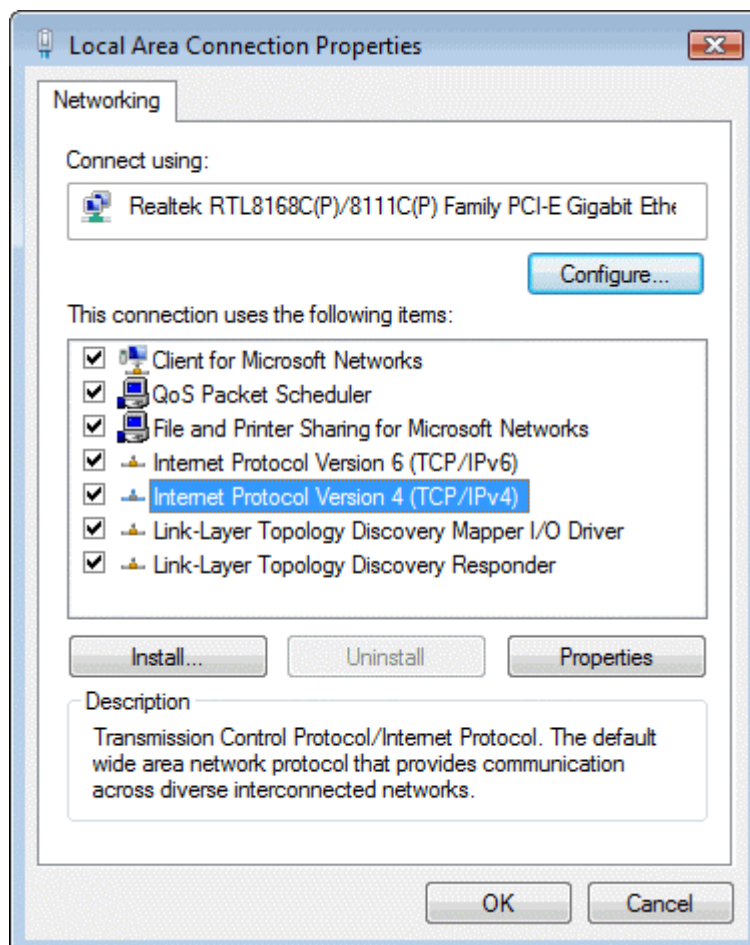 Local Area Connection Properties
Networking
Connect using:
Realtek RTL8168C(P)/8111C(P) Family PCI-E Gigabit Ethe
Configure...
This connection uses the following items:
Client for Microsoft Networks
QoS Packet Scheduler
File and Printer Sharing for Microsoft Networks
Internet Protocol Version 6 (TCP/IPv6)
Internet Protocol Version 4 (TCP/IPv4)
Link-Layer Topology Discovery Mapper I/O Driver
Link-Layer Topology Discovery Responder
Install... Uninstall Properties
Description
Transmission Control Protocol/Internet Protocol. The default
wide area network protocol that provides communication
across diverse interconnected networks.
OK Cancel